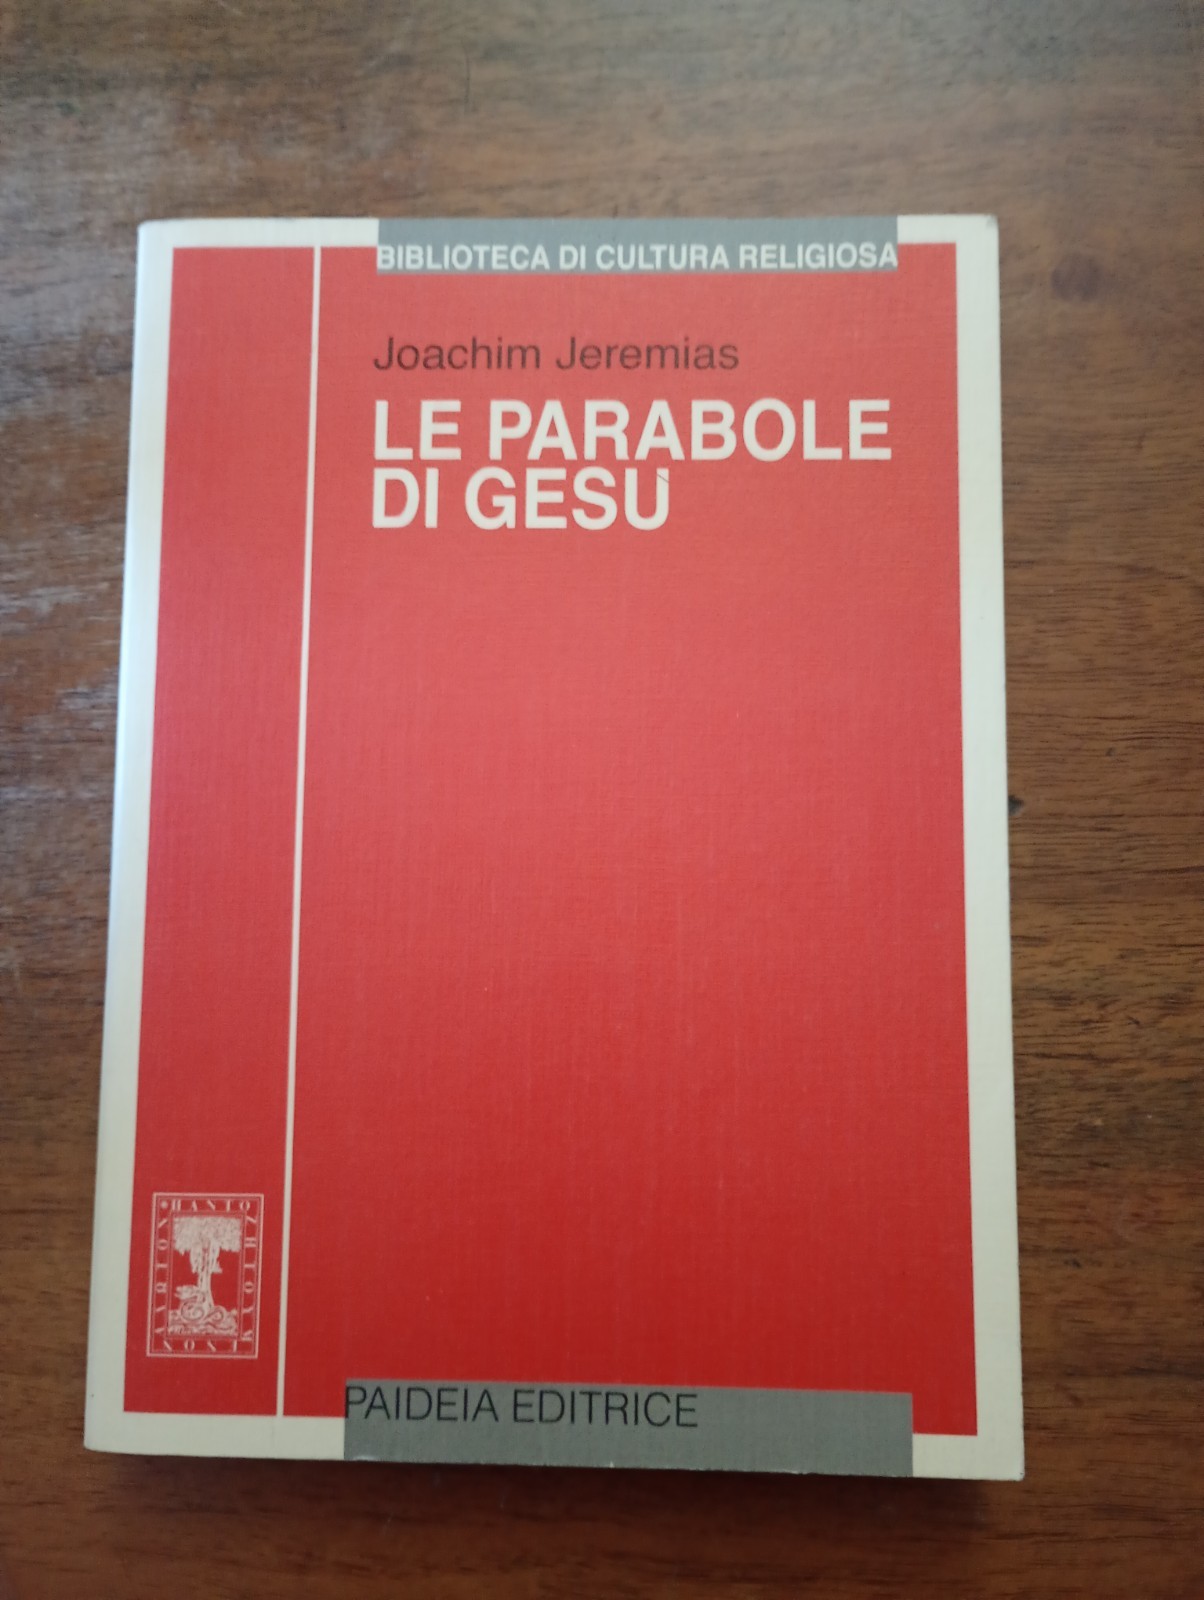 BIBLIOTECA DI CULTURA RELIGIOSA
Joachim Jeremias
LE PARABOLE
DI GESÙ
PAIDEIA EDITRICE